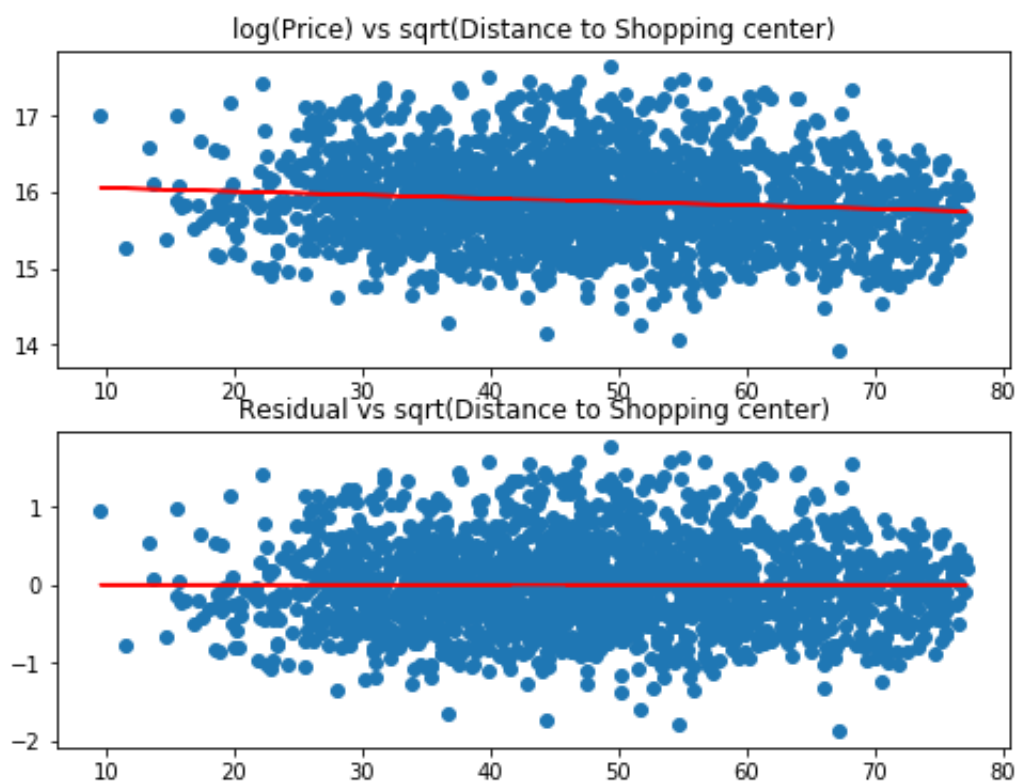 log(Price) vs sqrt(Distance to Shopping center)
17
16
15
14
10 20 30 40 50 60 70 80
Residual vs sqrt(Distance to Shopping center)
1
0
−1
−2
10 20 30 40 50 60 70 80